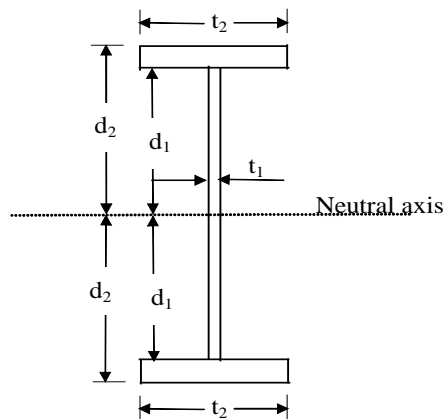 t₂
d₂
d₁
t₁
Neutral axis
d₁
d₂
t₂